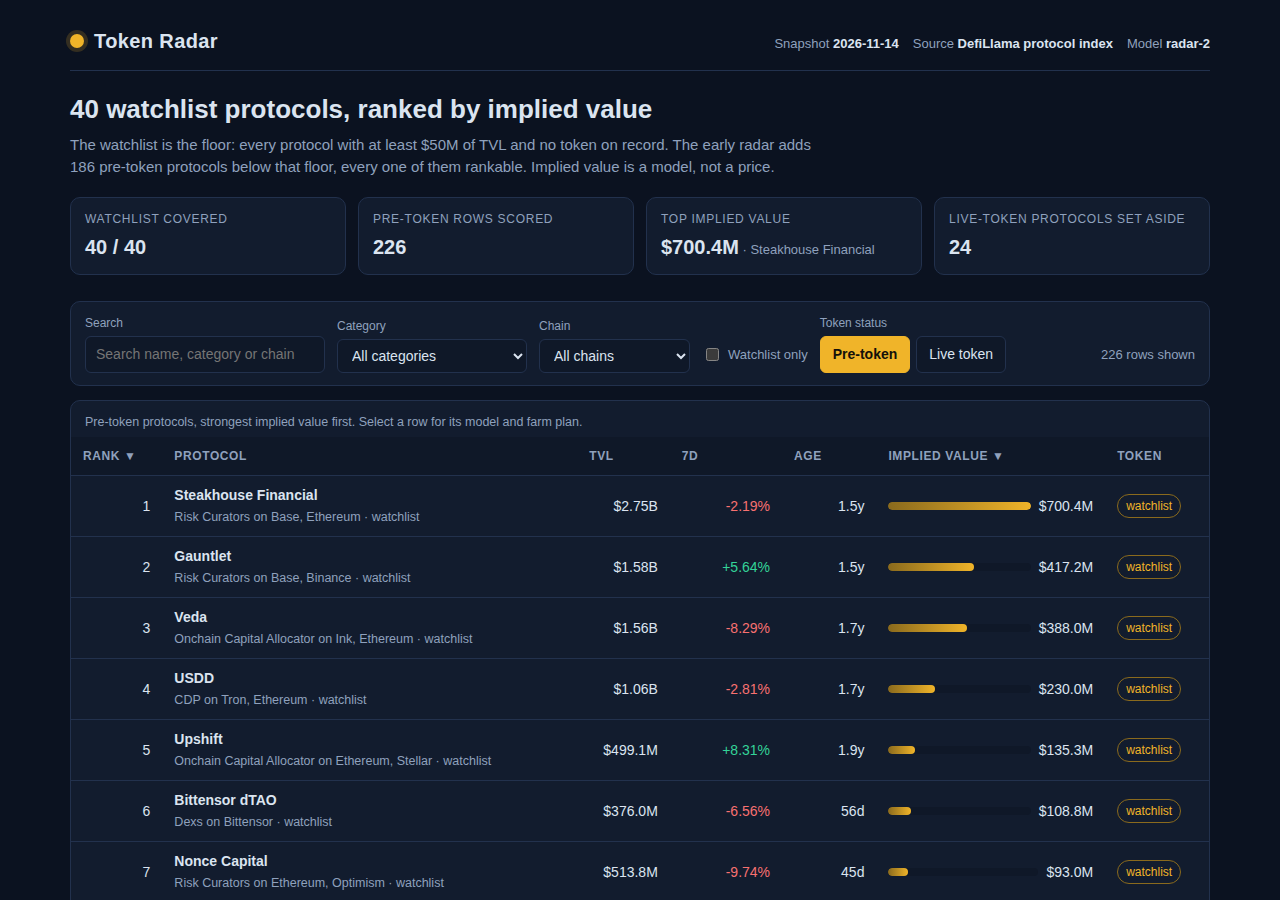 Token Radar
Snapshot 2026-11-14 Source DefiLlama protocol index Model radar-2
40 watchlist protocols, ranked by implied value
The watchlist is the floor: every protocol with at least $50M of TVL and no token on record. The early radar adds
186 pre-token protocols below that floor, every one of them rankable. Implied value is a model, not a price.
WATCHLIST COVERED
40 / 40
PRE-TOKEN ROWS SCORED
226
TOP IMPLIED VALUE
$700.4M · Steakhouse Financial
LIVE-TOKEN PROTOCOLS SET ASIDE
24
Search
Search name, category or chain
Category
All categories
Chain
All chains
Watchlist only
Token status
Pre-token Live token
226 rows shown
Pre-token protocols, strongest implied value first. Select a row for its model and farm plan.
RANK ▼ PROTOCOL TVL 7D AGE IMPLIED VALUE ▼ TOKEN
1 Steakhouse Financial $2.75B -2.19% 1.5y $700.4M watchlist
Risk Curators on Base, Ethereum · watchlist
2 Gauntlet $1.58B +5.64% 1.5y $417.2M watchlist
Risk Curators on Base, Binance · watchlist
3 Veda $1.56B -8.29% 1.7y $388.0M watchlist
Onchain Capital Allocator on Ink, Ethereum · watchlist
4 USDD $1.06B -2.81% 1.7y $230.0M watchlist
CDP on Tron, Ethereum · watchlist
5 Upshift $499.1M +8.31% 1.9y $135.3M watchlist
Onchain Capital Allocator on Ethereum, Stellar · watchlist
6 Bittensor dTAO $376.0M -6.56% 56d $108.8M watchlist
Dexs on Bittensor · watchlist
7 Nonce Capital $513.8M -9.74% 45d $93.0M watchlist
Risk Curators on Ethereum, Optimism · watchlist